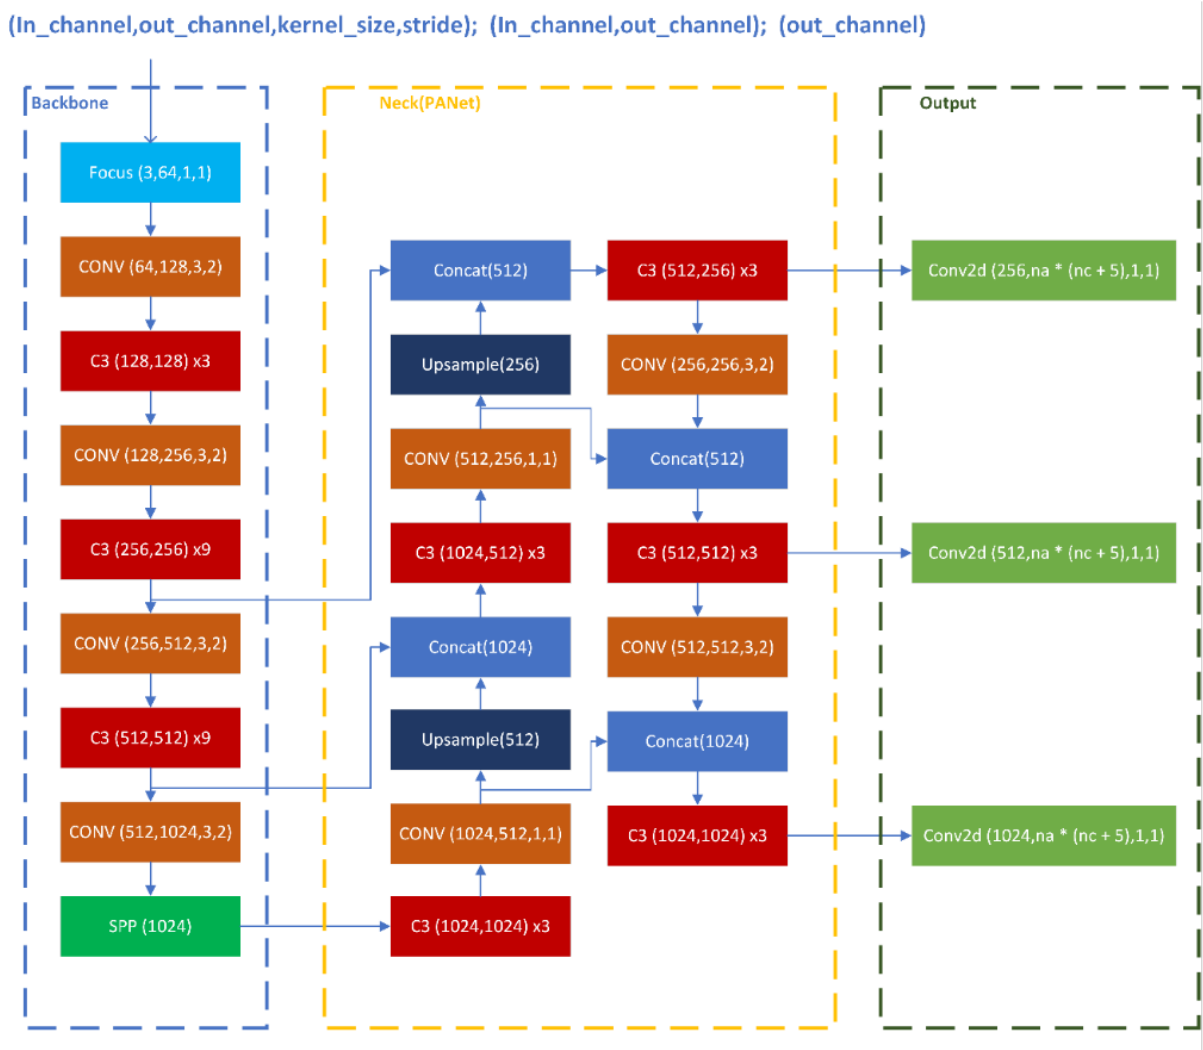 (In_channel,out_channel,kernel_size,stride); (In_channel,out_channel); (out_channel)
Backbone
Focus (3,64,1,1)
CONV (64,128,3,2)
C3 (128,128) x3
CONV (128,256,3,2)
C3 (256,256) x9
CONV (256,512,3,2)
C3 (512,512) x9
CONV (512,1024,3,2)
SPP (1024)
Neck(PANet)
Concat(512)
Upsample(256)
CONV (512,256,1,1)
C3 (1024,512) x3
Concat(1024)
Upsample(512)
CONV (1024,512,1,1)
C3 (1024,1024) x3
C3 (512,256) x3
CONV (256,256,3,2)
Concat(512)
C3 (512,512) x3
CONV (512,512,3,2)
Concat(1024)
C3 (1024,1024) x3
Output
Conv2d (256,na * (nc + 5),1,1)
Conv2d (512,na * (nc + 5),1,1)
Conv2d (1024,na * (nc + 5),1,1)